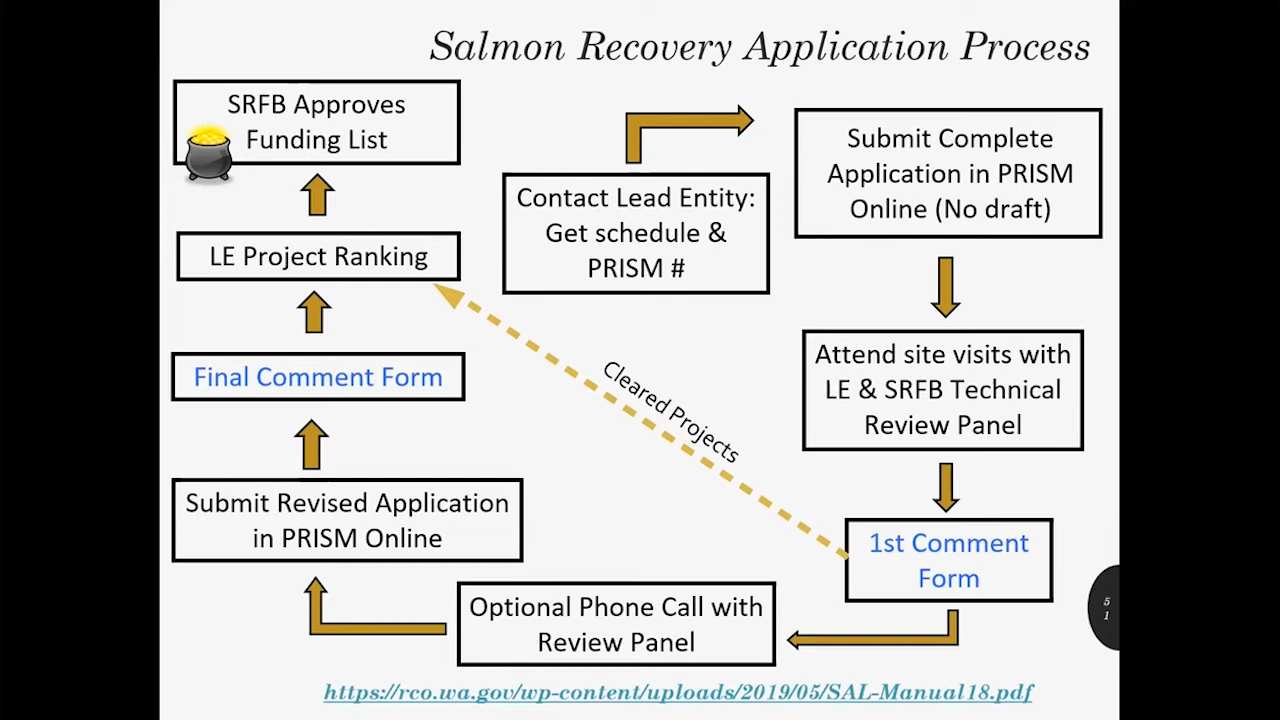 Salmon Recovery Application Process
SRFB Approves
Funding List
LE Project Ranking
Final Comment Form
Submit Revised Application
in PRISM Online
Contact Lead Entity:
Get schedule &
PRISM #
Submit Complete
Application in PRISM
Online (No draft)
Attend site visits with
LE & SRFB Technical
Review Panel
Cleared Projects
1st Comment
Form
Optional Phone Call with
Review Panel
5
1
https://rco.wa.gov/wp-content/uploads/2019/05/SAL-Manual18.pdf